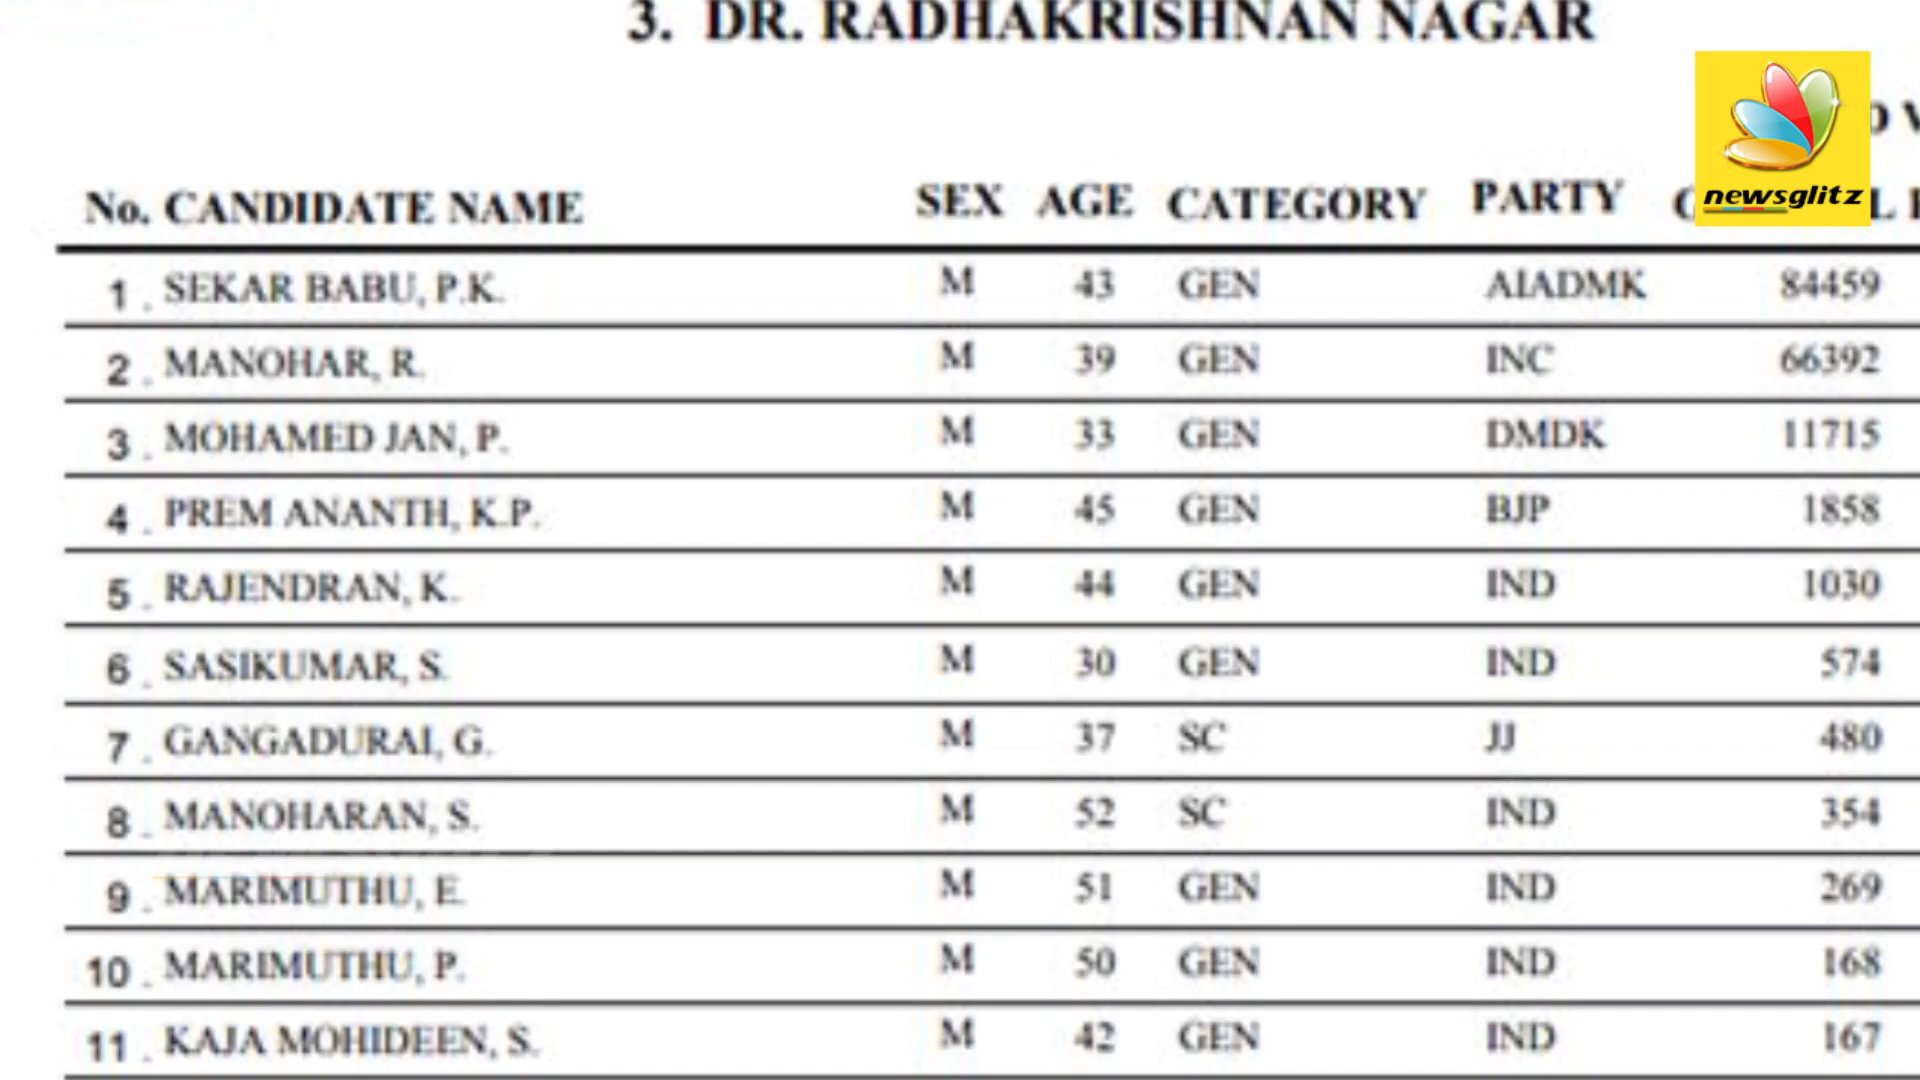 3. DR. RADHAKRISHNAN NAGAR
newsglitz
No. CANDIDATE NAME SEX AGE CATEGORY PARTY
1 . SEKAR BABU, P.K. M 43 GEN AIADMK 84459
2 . MANOHAR, R. M 39 GEN INC 66392
3 . MOHAMED JAN, P. M 33 GEN DMDK 11715
4 . PREM ANANTH, K.P. M 45 GEN BJP 1858
5 . RAJENDRAN, K. M 44 GEN IND 1030
6 . SASIKUMAR, S. M 30 GEN IND 574
7 . GANGADURAI, G. M 37 SC JJ 480
8 . MANOHARAN, S. M 52 SC IND 354
9 . MARIMUTHU, E. M 51 GEN IND 269
10 . MARIMUTHU, P. M 50 GEN IND 168
11 . KAJA MOHIDEEN, S. M 42 GEN IND 167